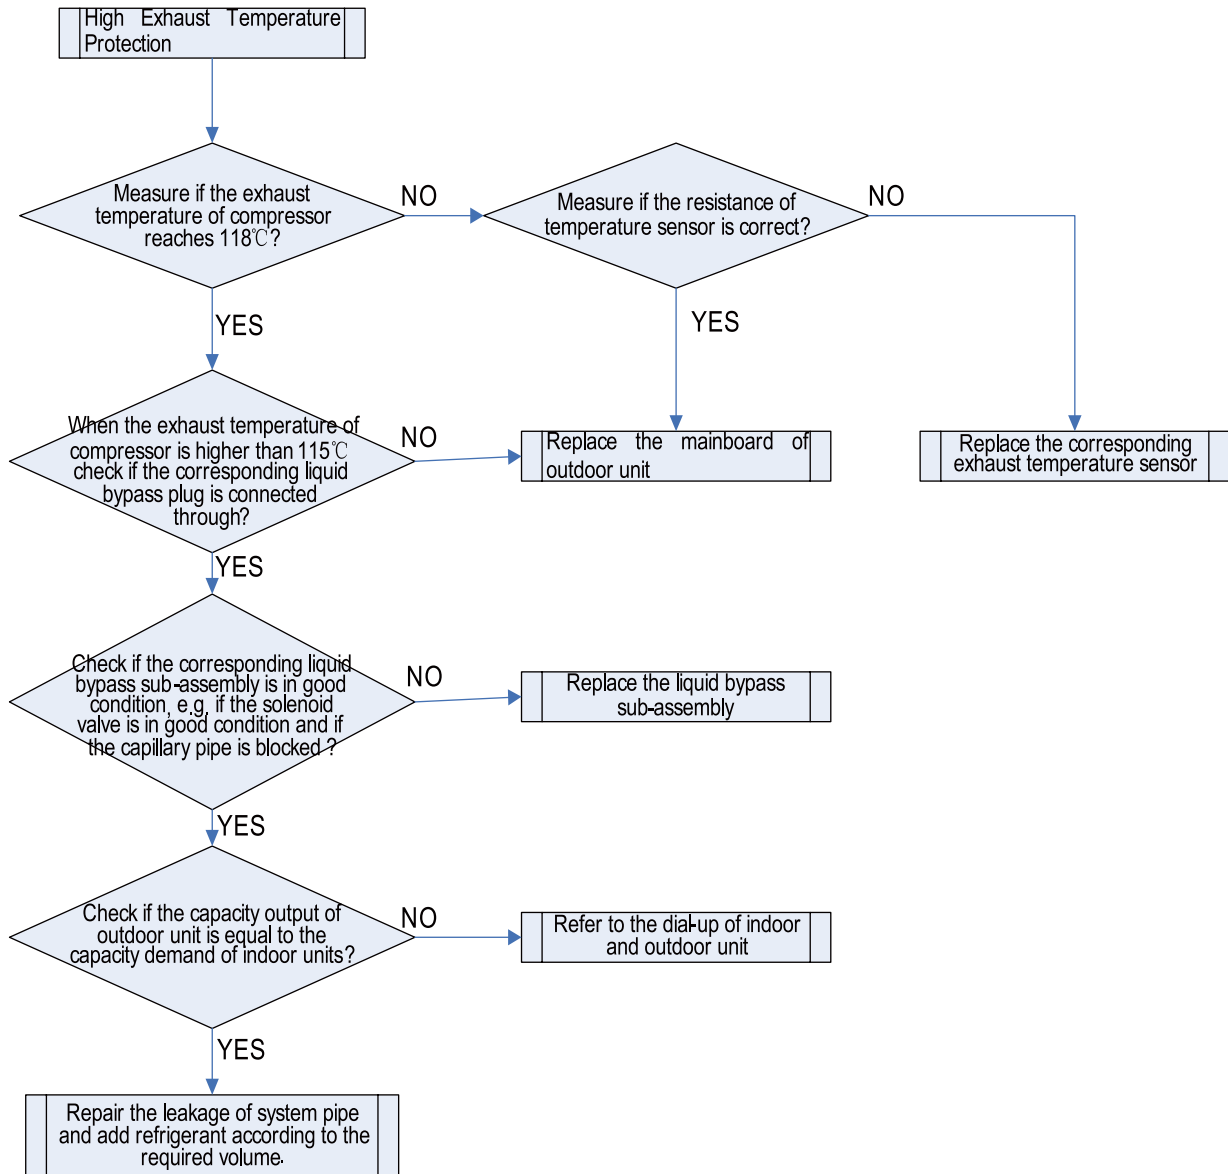 High Exhaust Temperature
Protection
Measure if the exhaust
temperature of compressor
reaches 118℃?
NO
Measure if the resistance of
temperature sensor is correct?
NO
YES
YES
When the exhaust temperature of
compressor is higher than 115℃
check if the corresponding liquid
bypass plug is connected
through?
NO
Replace the mainboard of
outdoor unit
Replace the corresponding
exhaust temperature sensor
YES
Check if the corresponding liquid
bypass sub-assembly is in good
condition, e.g. if the solenoid
valve is in good condition and if
the capillary pipe is blocked ?
NO
Replace the liquid bypass
sub-assembly
YES
Check if the capacity output of
outdoor unit is equal to the
capacity demand of indoor units?
NO
Refer to the dial-up of indoor
and outdoor unit
YES
Repair the leakage of system pipe
and add refrigerant according to the
required volume.